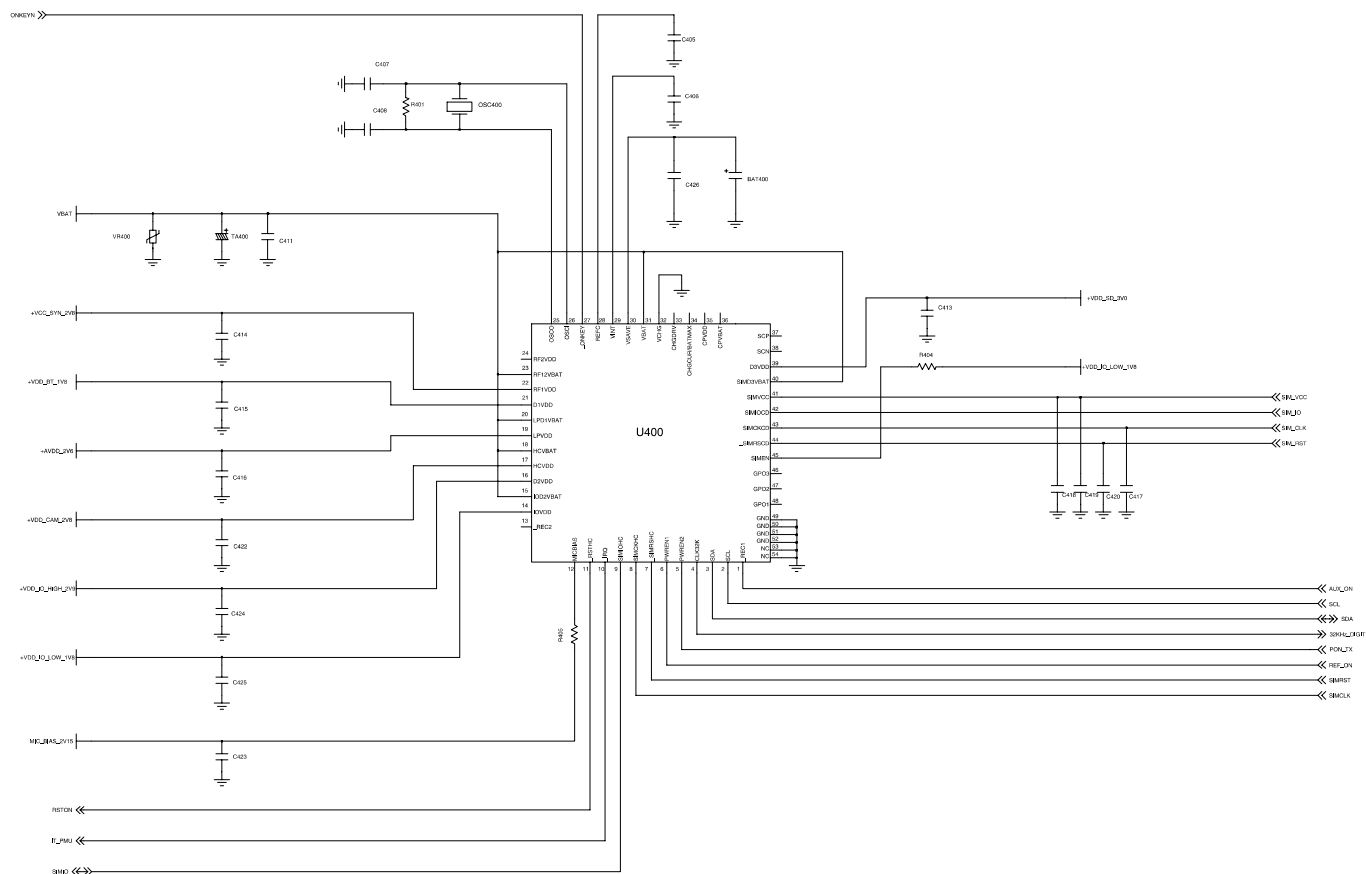 ONKEYN
C405
C407
R401
OSC400
C406
C408
C426
+
BAT400
VBAT
VR400
+
TA400
C411
+VCC_SYN_2V8
C414
+VDD_BT_1V8
C415
+AVDD_2V6
C416
+VDD_CAM_2V8
C422
+VDD_IO_HIGH_2V9
C424
+VDD_IO_LOW_1V8
C425
MIC_BIAS_2V15
C423
RSTON
IT_PMU
SIMIO
25 26 27 28 29 30 31 32 33 34 35 36
OSCO OSCI _ONKEY REFC VINT VSAVE VBAT VCHG CHGDRV CHGCUR/BATMAX CPVDD CPVBAT
24 RF2VDD
23 RF12VBAT
22 RF1VDD
21 D1VDD
20 LPD1VBAT
19 LPVDD
18 HCVBAT
17 HCVDD
16 D2VDD
15 IOD2VBAT
14 IOVDD
13 _REC2
U400
SCP 37
SCN 38
D3VDD 39
SIMD3VBAT 40
SIMVCC 41
SIMIOCD 42
SIMCKCD 43
_SIMRSCD 44
SIMEN 45
GPO3 46
GPO2 47
GPO1 48
GND 49
GND 50
GND 51
GND 52
NC 53
NC 54
MICBIAS _RSTHC _IRQ SIMIOHC SIMCKHC _SIMRSHC PWREN1 PWREN2 CLK32K SDA SCL _REC1
12 11 10 9 8 7 6 5 4 3 2 1
R405
C413
+VDD_SD_3V0
R404
+VDD_IO_LOW_1V8
SIM_VCC
SIM_IO
SIM_CLK
SIM_RST
C418 C419 C420 C417
AUX_ON
SCL
SDA
32KHz_DIGIT
PON_TX
REF_ON
SIMRST
SIMCLK